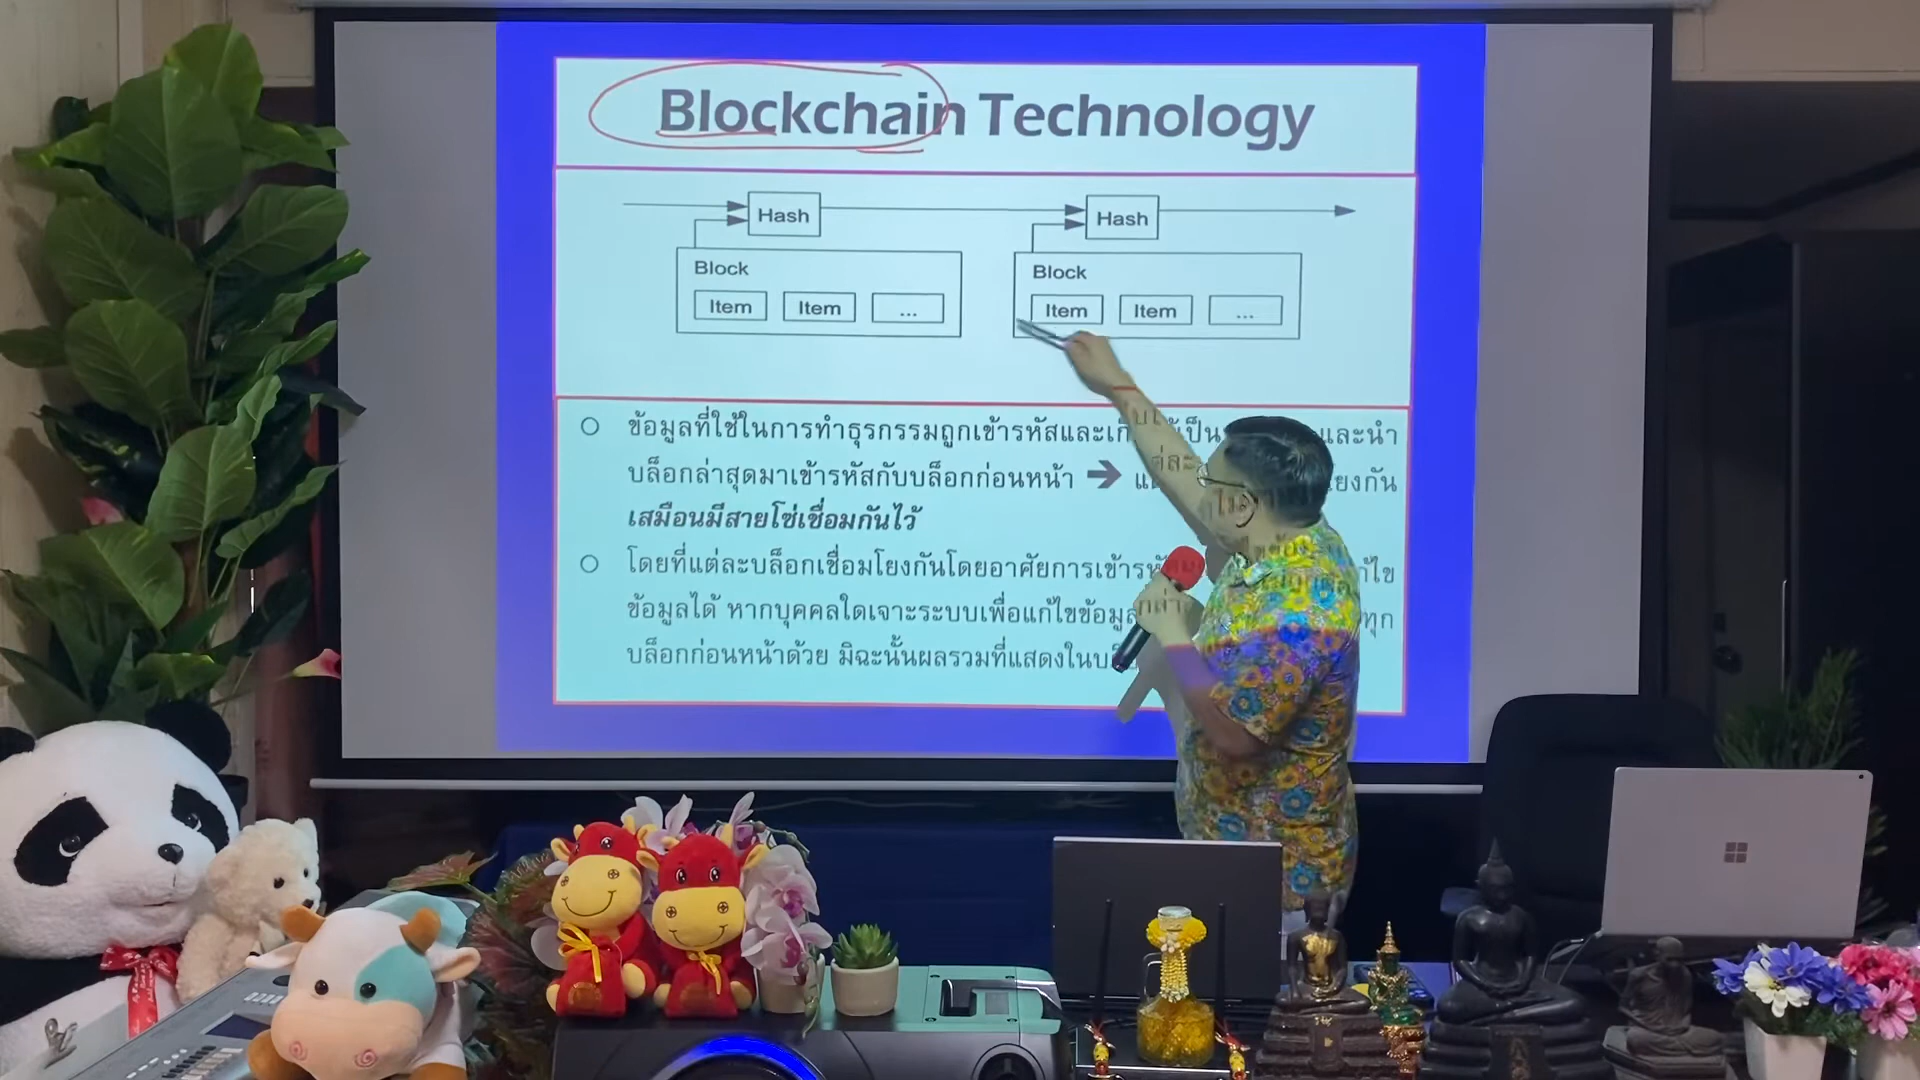 Blockchain Technology
Hash
Hash
Block
Block
Item Item ...
Item Item ...
ข้อมูลที่ใช้ในการทำธุรกรรมถูกเข้ารหัสและ และนำ
บล็อกล่าสุดมาเข้ารหัสกับบล็อกก่อนหน้า ➔
เสมือนมีสายโซ่เชื่อมกันไว้
โดยที่แต่ละบล็อกเชื่อมโยงกันโดยอาศัยการ
ข้อมูลได้ หากบุคคลใดเจาะระบบเพื่อแก้ไขข้อมูล ทุก
บล็อกก่อนหน้าด้วย มิฉะนั้นผลรวมที่แสดงใน